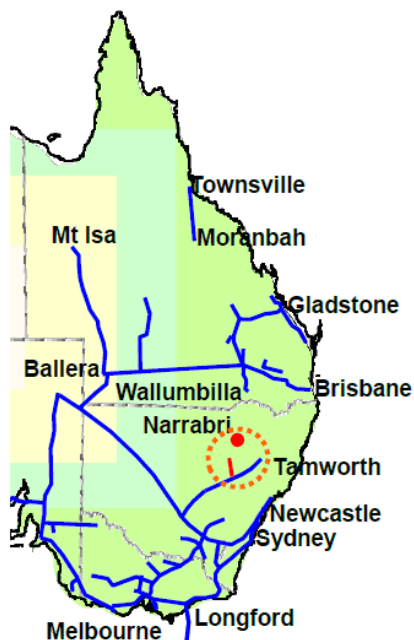 Townsville
Mt Isa
Moranbah
Gladstone
Ballera
Wallumbilla
Brisbane
Narrabri
Tamworth
Newcastle
Sydney
Longford
Melbourne